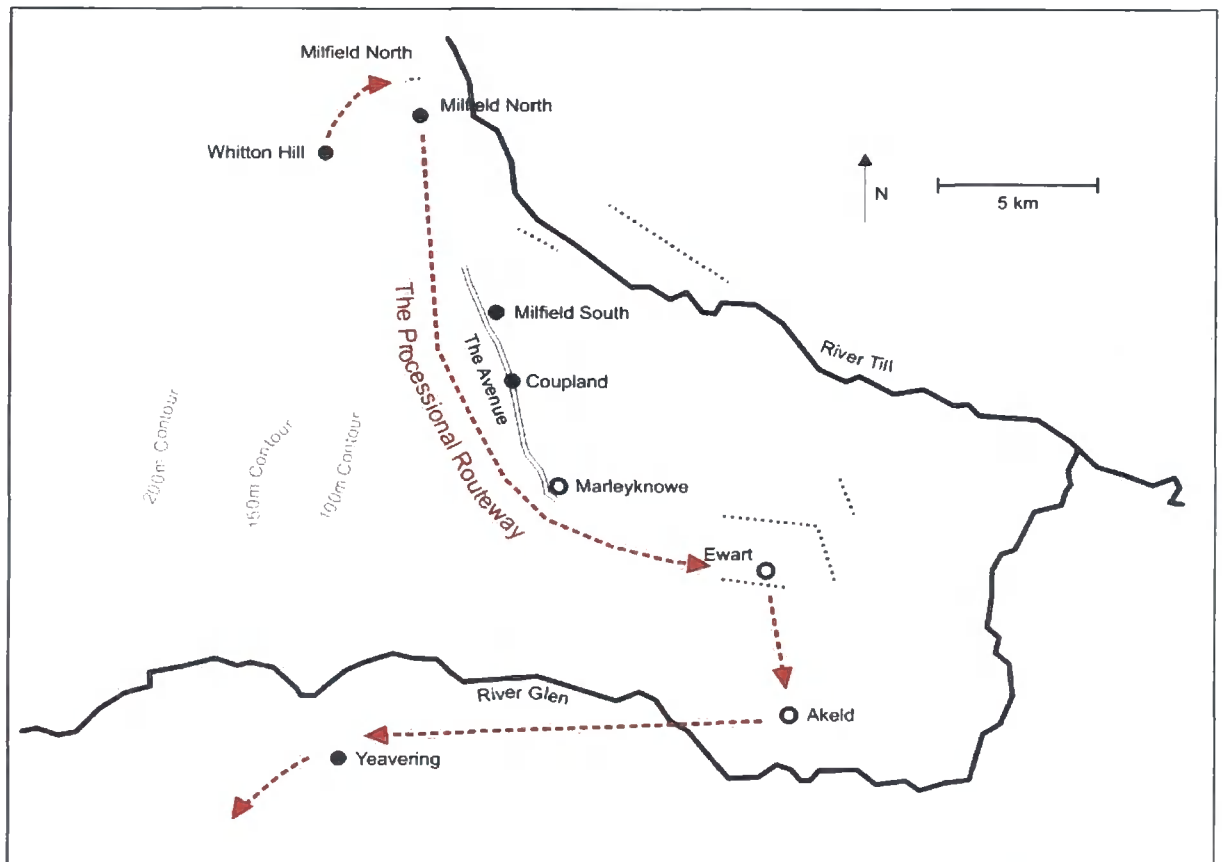 Milfield North
Milfield North
Whitton Hill
N
5 km
Milfield South
The Avenue
Coupland
River Till
The Processional Routeway
200m Contour
150m Contour
100m Contour
Marleyknowe
Ewart
River Glen
Akeld
Yeavering